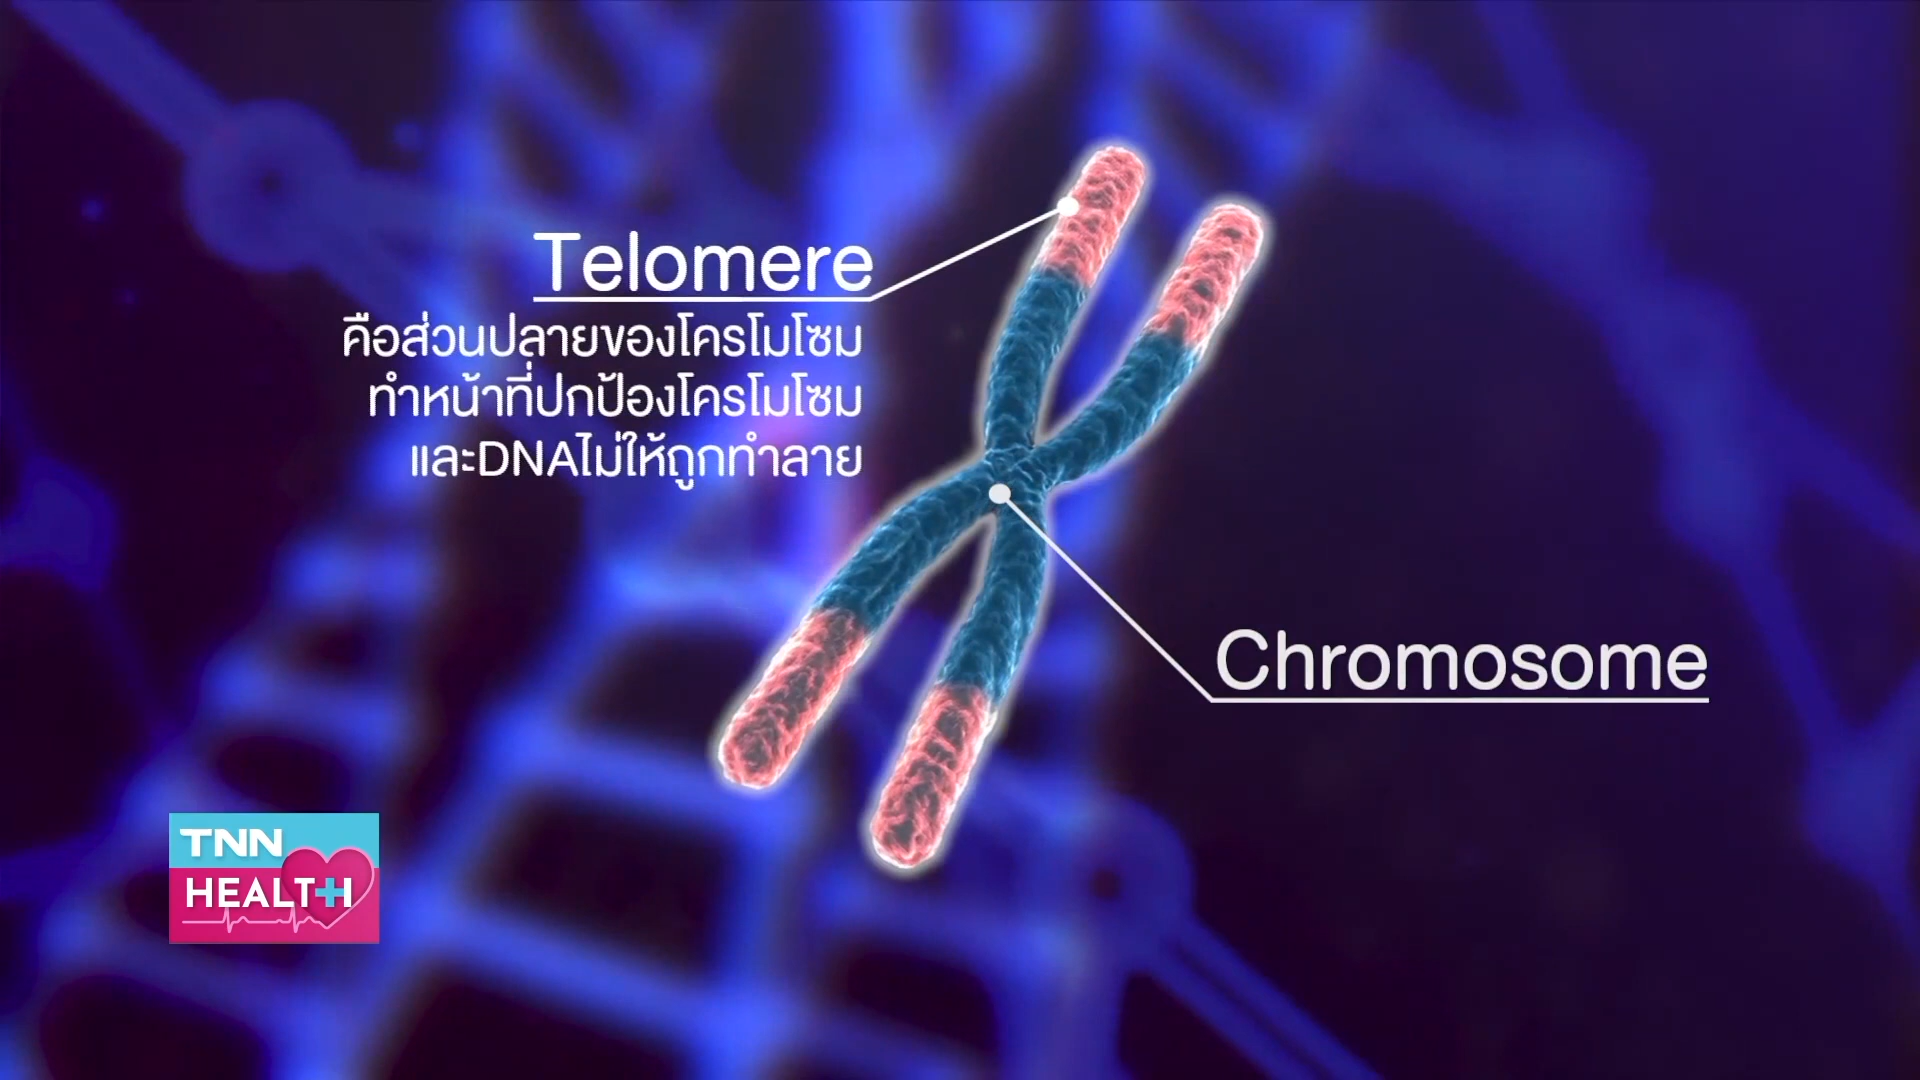 Telomere
คือส่วนปลายของโครโมโซม
ทำหน้าที่ปกป้องโครโมโซม
และDNAไม่ให้ถูกทำลาย
Chromosome
TNN
HEALTH